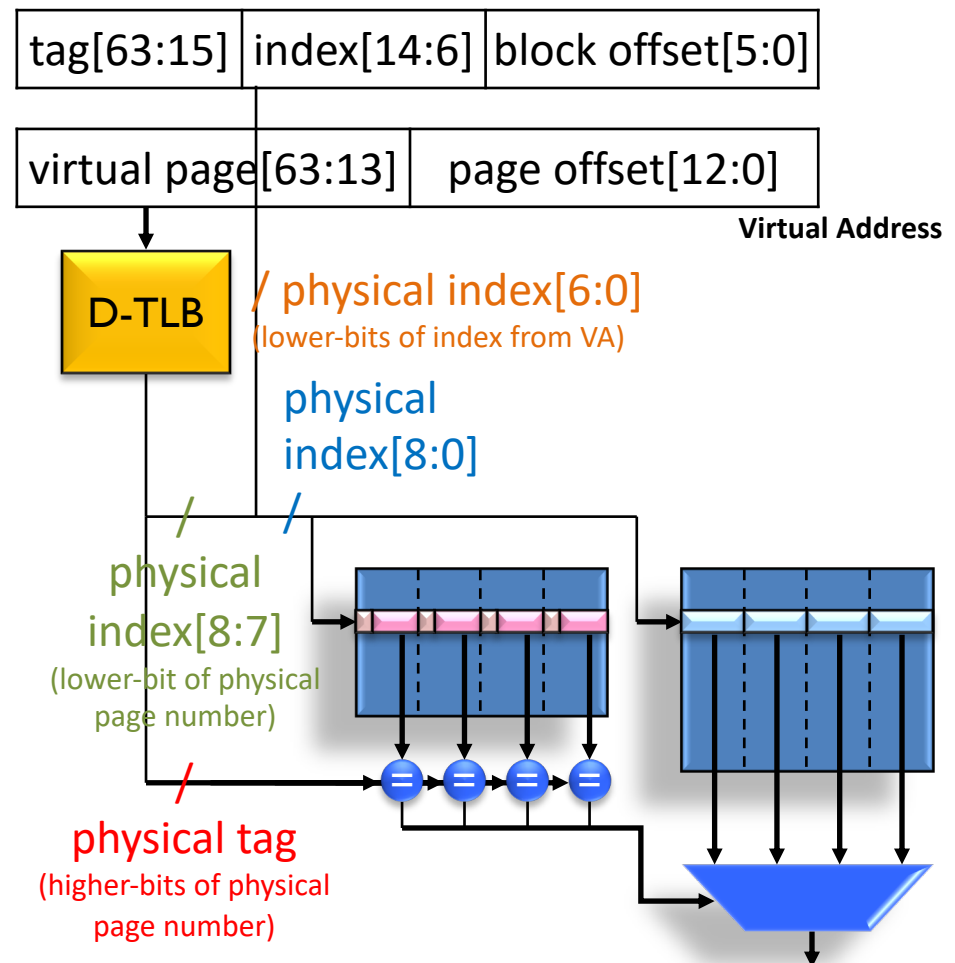 tag[63:15] index[14:6] block offset[5:0]
virtual page[63:13] page offset[12:0]
Virtual Address
D-TLB
/ physical index[6:0]
(lower-bits of index from VA)
physical
index[8:0]
/ /
physical
index[8:7]
(lower-bit of physical
page number)
= = = =
/
physical tag
(higher-bits of physical
page number)